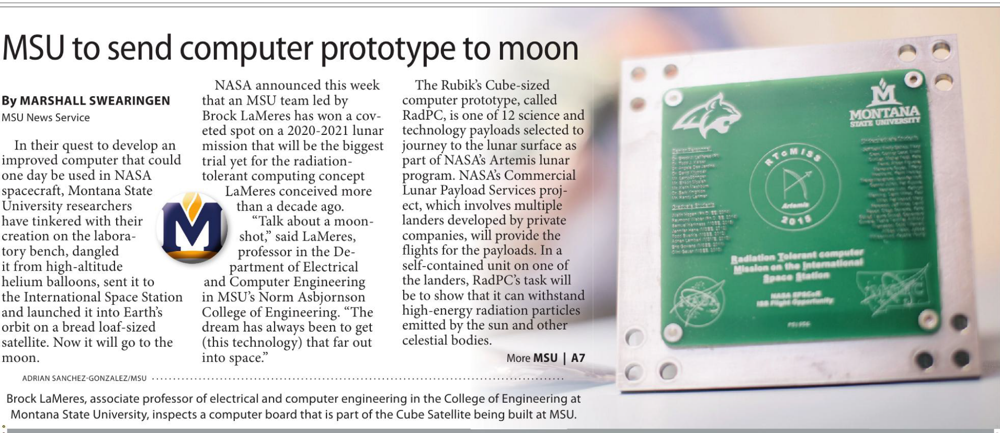 MSU to send computer prototype to moon
By MARSHALL SWEARINGEN
MSU News Service
In their quest to develop an
improved computer that could
one day be used in NASA
spacecraft, Montana State
University researchers
have tinkered with their
creation on the labora-
tory bench, dangled
it from high-altitude
helium balloons, sent it to
the International Space Station
and launched it into Earth's
orbit on a bread loaf-sized
satellite. Now it will go to the
moon.
M
NASA announced this week
that an MSU team led by
Brock LaMeres has won a cov-
eted spot on a 2020-2021 lunar
mission that will be the biggest
trial yet for the radiation-
tolerant computing concept
LaMeres conceived more
than a decade ago.
“Talk about a moon-
shot,” said LaMeres,
professor in the De-
partment of Electrical
and Computer Engineering
in MSU’s Norm Asbjornson
College of Engineering. “The
dream has always been to get
(this technology) that far out
into space.”
The Rubik’s Cube-sized
computer prototype, called
RadPC, is one of 12 science and
technology payloads selected to
journey to the lunar surface as
part of NASA’s Artemis lunar
program. NASA’s Commercial
Lunar Payload Services proj-
ect, which involves multiple
landers developed by private
companies, will provide the
flights for the payloads. In a
self-contained unit on one of
the landers, RadPC’s task will
be to show that it can withstand
high-energy radiation particles
emitted by the sun and other
celestial bodies.
More MSU | A7
ADRIAN SANCHEZ-GONZALEZ/MSU
Brock LaMeres, associate professor of electrical and computer engineering in the College of Engineering at
Montana State University, inspects a computer board that is part of the Cube Satellite being built at MSU.
M
MONTANA
STATE UNIVERSITY
RTcMISS
Artemis
2015
Graduate Students
Radiation Tolerant computer
Mission on the International
Space Station
NASA EPSCoR
ISS Flight Opportunity